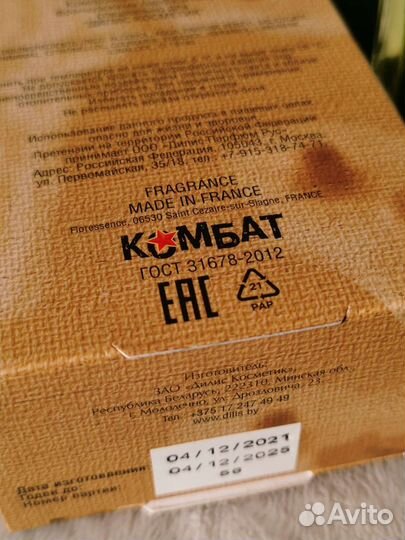 Использование данного продукта в пищевых целях
опасно для жизни и здоровья.
Претензии на территории Российской Федерации
принимает ООО «Дилис Парфюм Рус».
Адрес: Российская Федерация, 105043, г. Москва,
ул. Первомайская, 35/18, тел. +7-915-318-74-71
FRAGRANCE
MADE IN FRANCE
Floressence, 06530 Saint Cezaire-sur-Siagne, FRANCE
КОМБАТ
ГОСТ 31678-2012
EAC
21
PAP
Изготовитель:
ЗАО «Дилис Косметик»,
Республика Беларусь, 222310, Минская обл.
г. Молодечно, ул. Дроздовича, 23
Тел. +375 17 247 49 49
www.dilis.by
Дата изготовления
04/12/2021
Годен до:
04/12/2025
Номер партии:
59
Avito